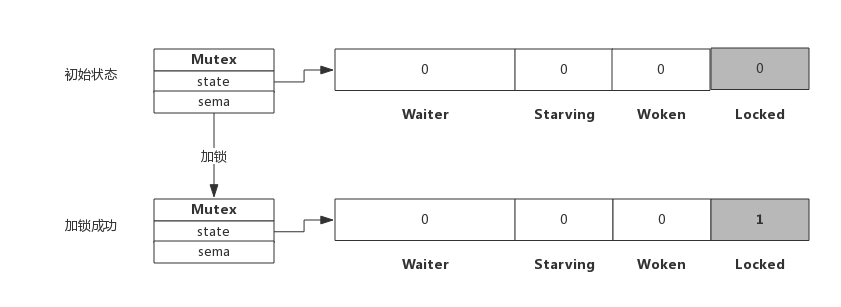 Mutex
初始状态
state
0 0 0 0
sema
Waiter Starving Woken Locked
加锁
Mutex
加锁成功
state
0 0 0 1
sema
Waiter Starving Woken Locked